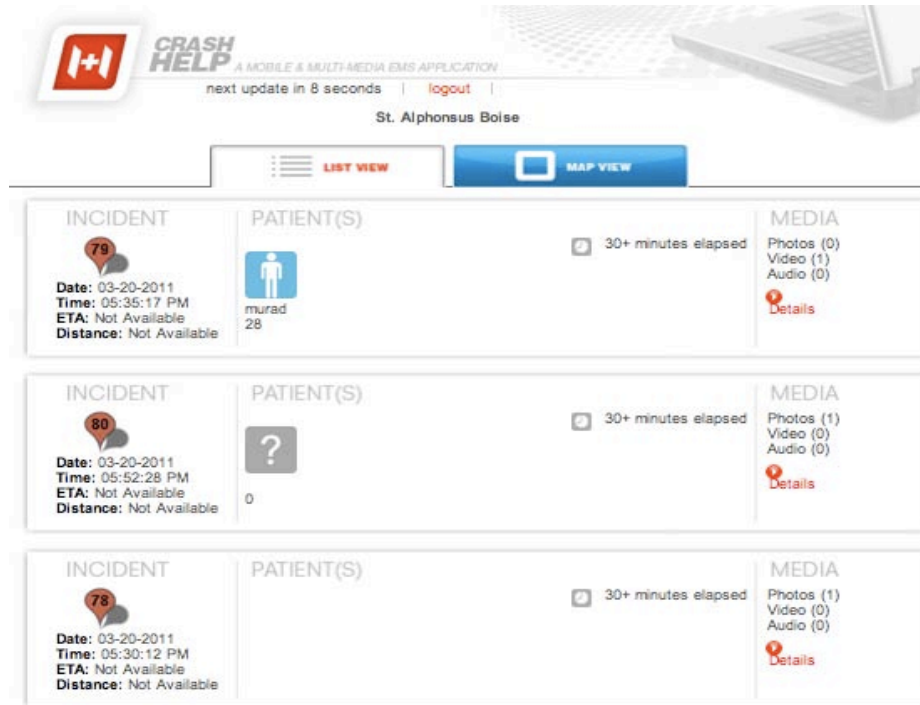 CRASH
HELP A MOBILE & MULTI-MEDIA EMS APPLICATION
next update in 8 seconds | logout |
St. Alphonsus Boise
LIST VIEW MAP VIEW
INCIDENT PATIENT(S) MEDIA
79
Date: 03-20-2011
Time: 05:35:17 PM
ETA: Not Available
Distance: Not Available
murad
28
30+ minutes elapsed
Photos (0)
Video (1)
Audio (0)
Details
INCIDENT PATIENT(S) MEDIA
80
Date: 03-20-2011
Time: 05:52:28 PM
ETA: Not Available
Distance: Not Available
?
0
30+ minutes elapsed
Photos (1)
Video (0)
Audio (0)
Details
INCIDENT PATIENT(S) MEDIA
78
Date: 03-20-2011
Time: 05:30:12 PM
ETA: Not Available
Distance: Not Available
30+ minutes elapsed
Photos (1)
Video (0)
Audio (0)
Details